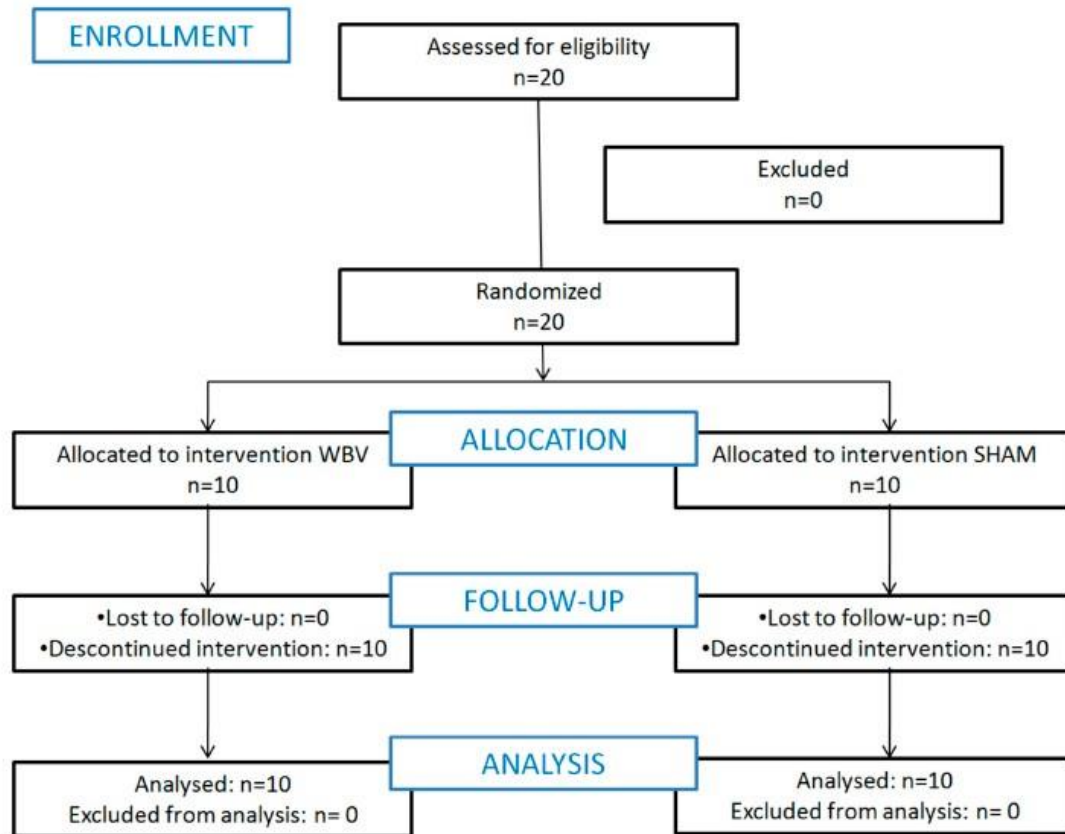 ENROLLMENT
Assessed for eligibility
n=20
Excluded
n=0
Randomized
n=20
ALLOCATION
Allocated to intervention WBV
n=10
Allocated to intervention SHAM
n=10
FOLLOW-UP
•Lost to follow-up: n=0
•Descontinued intervention: n=10
•Lost to follow-up: n=0
•Descontinued intervention: n=10
ANALYSIS
Analysed: n=10
Excluded from analysis: n= 0
Analysed: n=10
Excluded from analysis: n= 0